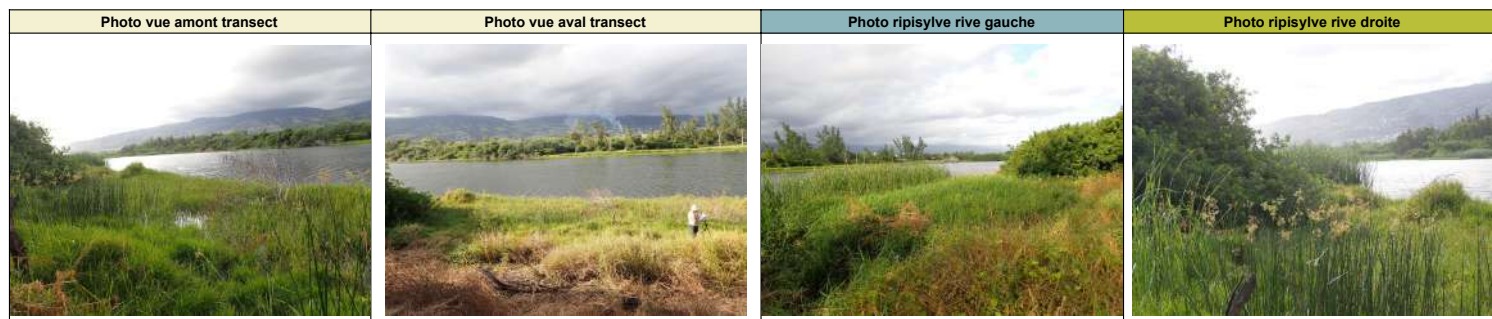 Photo vue amont transect
Photo vue aval transect
Photo ripisylve rive gauche
Photo ripisylve rive droite